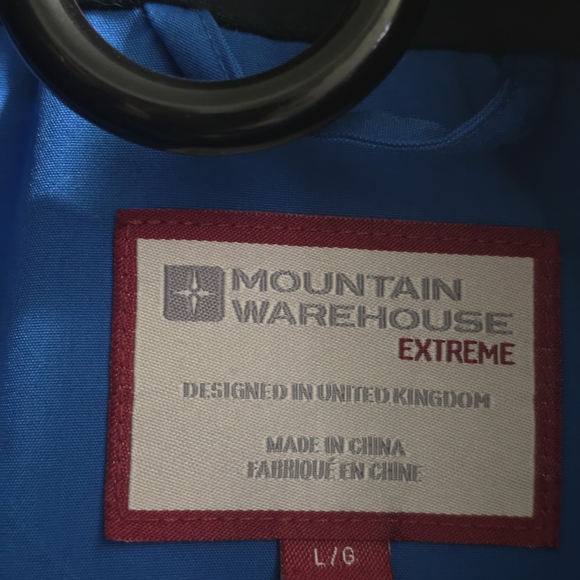 MOUNTAIN
WAREHOUSE
EXTREME
DESIGNED IN UNITED KINGDOM
MADE IN CHINA
FABRIQUÉ EN CHINE
L/G